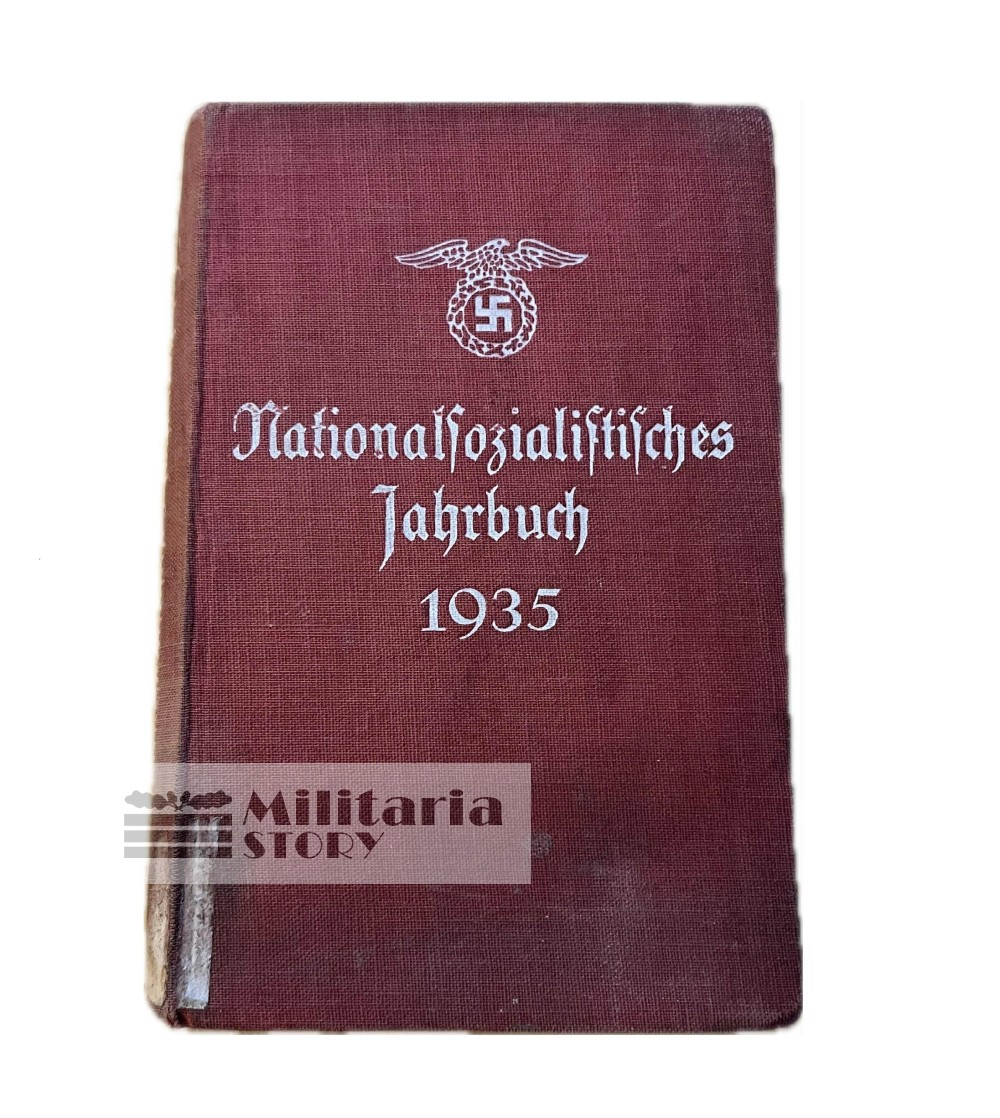 Nationalſozialiſtiſches
Jahrbuch
1935
Militaria
STORY